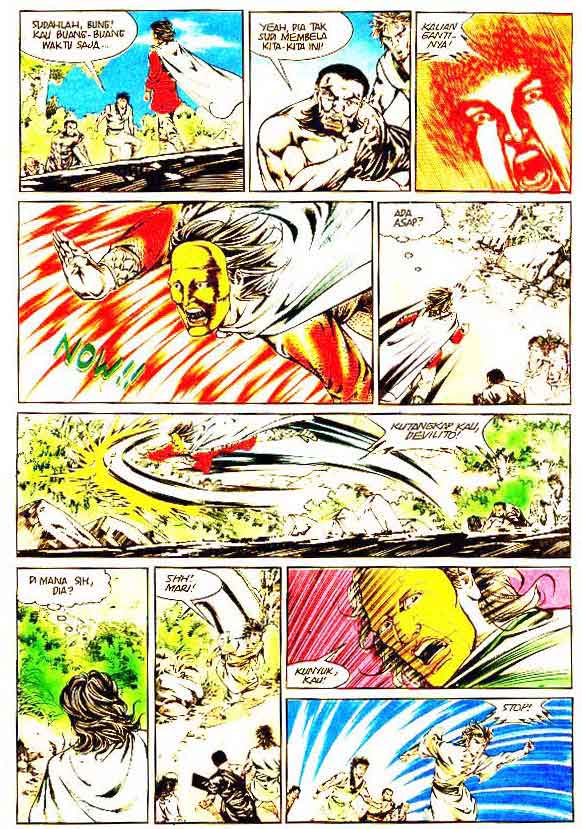 SUDAHLAH, BUNG!
KAU BUANG-BUANG
WAKTU SAJA...
YEAH, DIA TAK
SUDI MEMBELA
KITA-KITA INI!
KALIAN
GANTI-
NYA!
NOW!!
ADA
ASAP?
KUTANGKAP KAU,
DEVILITO!
DI MANA SIH,
DIA?
SHH!
MARI!
KUNYUK,
KAU!
STOP!